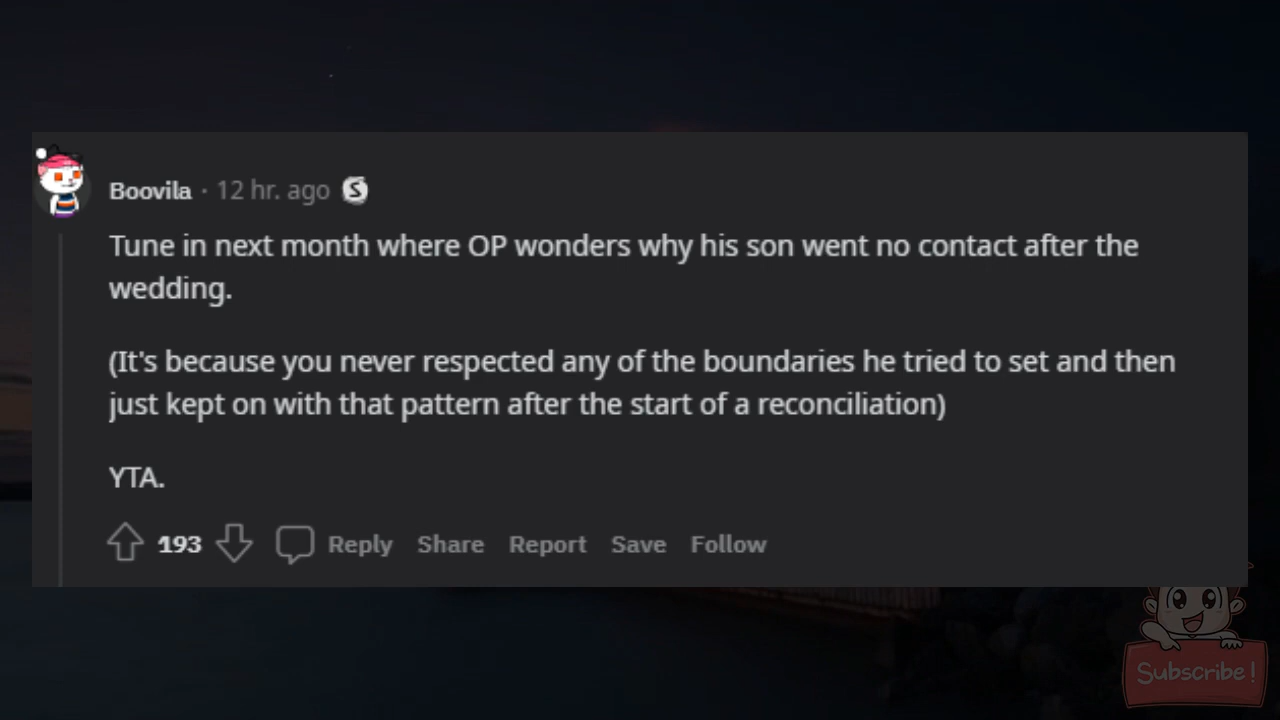 Boovila · 12 hr. ago
Tune in next month where OP wonders why his son went no contact after the
wedding.
(It's because you never respected any of the boundaries he tried to set and then
just kept on with that pattern after the start of a reconciliation)
YTA.
193 Reply Share Report Save Follow
Subscribe!